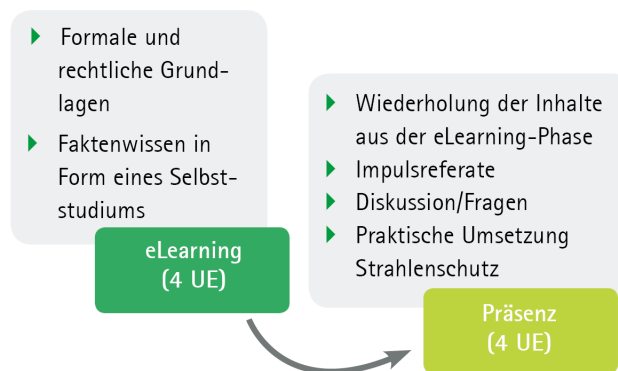 Formale und
rechtliche Grund-
lagen
Faktenwissen in
Form eines Selbst-
studiums
eLearning
(4 UE)
Wiederholung der Inhalte
aus der eLearning-Phase
Impulsreferate
Diskussion/Fragen
Praktische Umsetzung
Strahlenschutz
Präsenz
(4 UE)